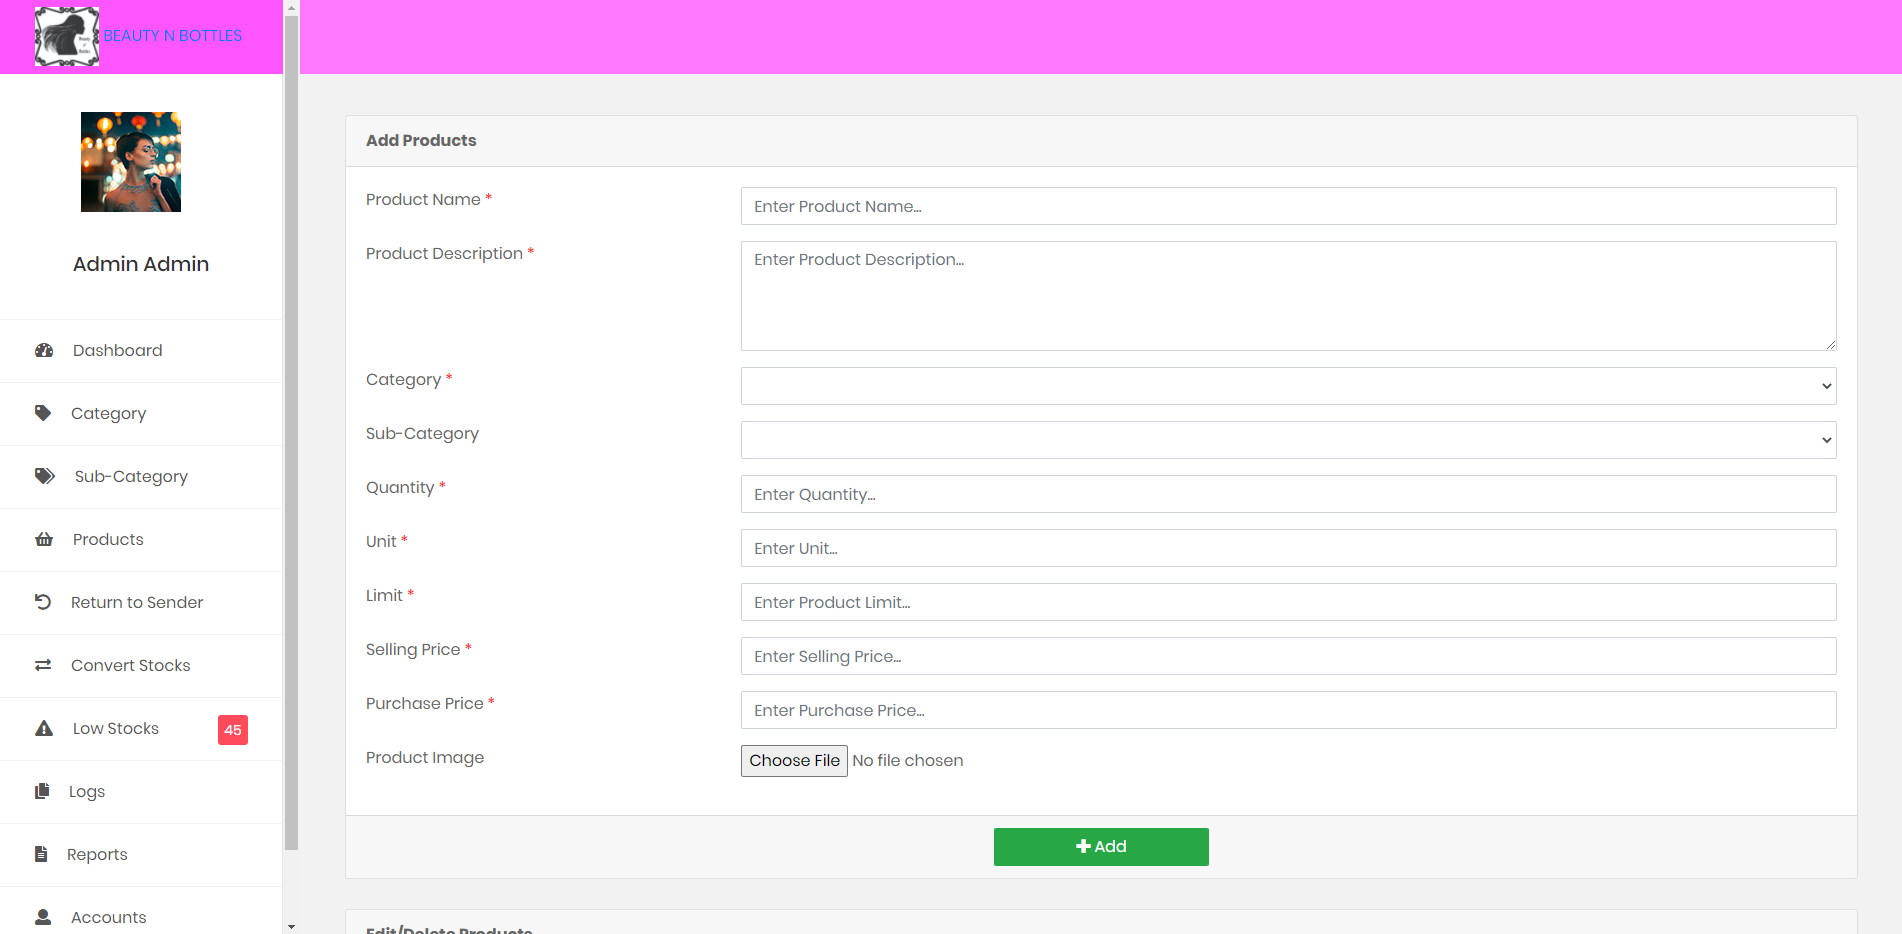 BEAUTY N BOTTLES
Admin Admin
Dashboard
Category
Sub-Category
Products
Return to Sender
Convert Stocks
Low Stocks 45
Logs
Reports
Accounts
Add Products
Product Name * Enter Product Name...
Product Description * Enter Product Description...
Category *
Sub-Category
Quantity * Enter Quantity...
Unit * Enter Unit...
Limit * Enter Product Limit...
Selling Price * Enter Selling Price...
Purchase Price * Enter Purchase Price...
Product Image Choose File No file chosen
Add
Edit/Delete Products